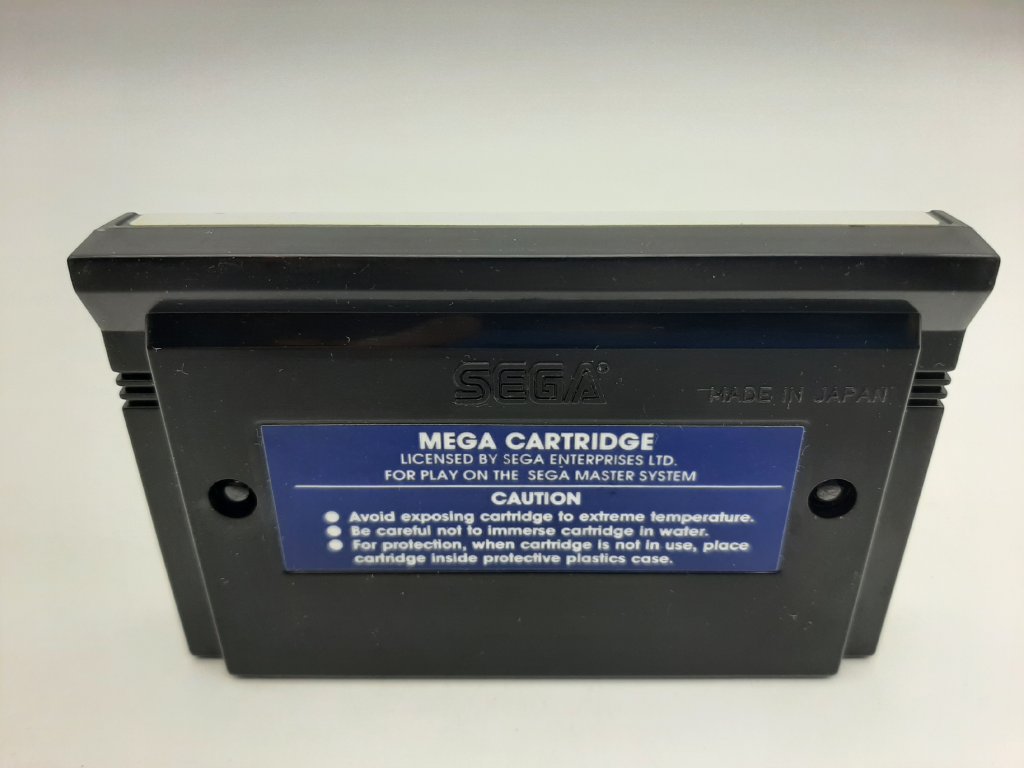 SEGA
MADE IN JAPAN
MEGA CARTRIDGE
LICENSED BY SEGA ENTERPRISES LTD.
FOR PLAY ON THE SEGA MASTER SYSTEM
CAUTION
● Avoid exposing cartridge to extreme temperature.
● Be careful not to immerse cartridge in water.
● For protection, when cartridge is not in use, place
cartridge inside protective plastics case.